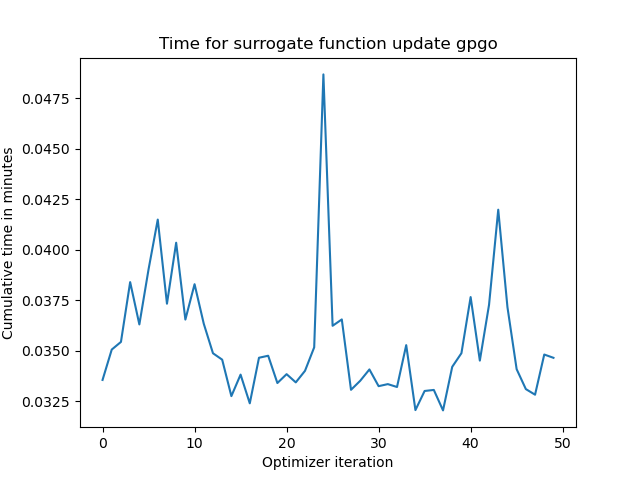 Time for surrogate function update gpgo
Cumulative time in minutes
0.0475
0.0450
0.0425
0.0400
0.0375
0.0350
0.0325
0 10 20 30 40 50
Optimizer iteration